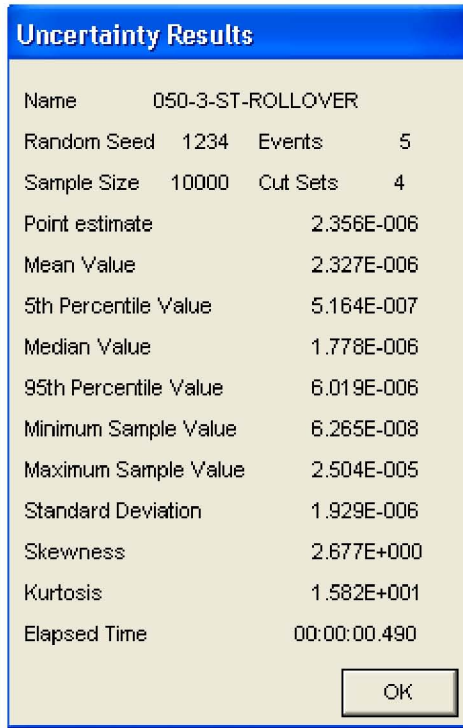 Uncertainty Results
Name 050-3-ST-ROLLOVER
Random Seed 1234 Events 5
Sample Size 10000 Cut Sets 4
Point estimate 2.356E-006
Mean Value 2.327E-006
5th Percentile Value 5.164E-007
Median Value 1.778E-006
95th Percentile Value 6.019E-006
Minimum Sample Value 6.265E-008
Maximum Sample Value 2.504E-005
Standard Deviation 1.929E-006
Skewness 2.677E+000
Kurtosis 1.582E+001
Elapsed Time 00:00:00.490
OK